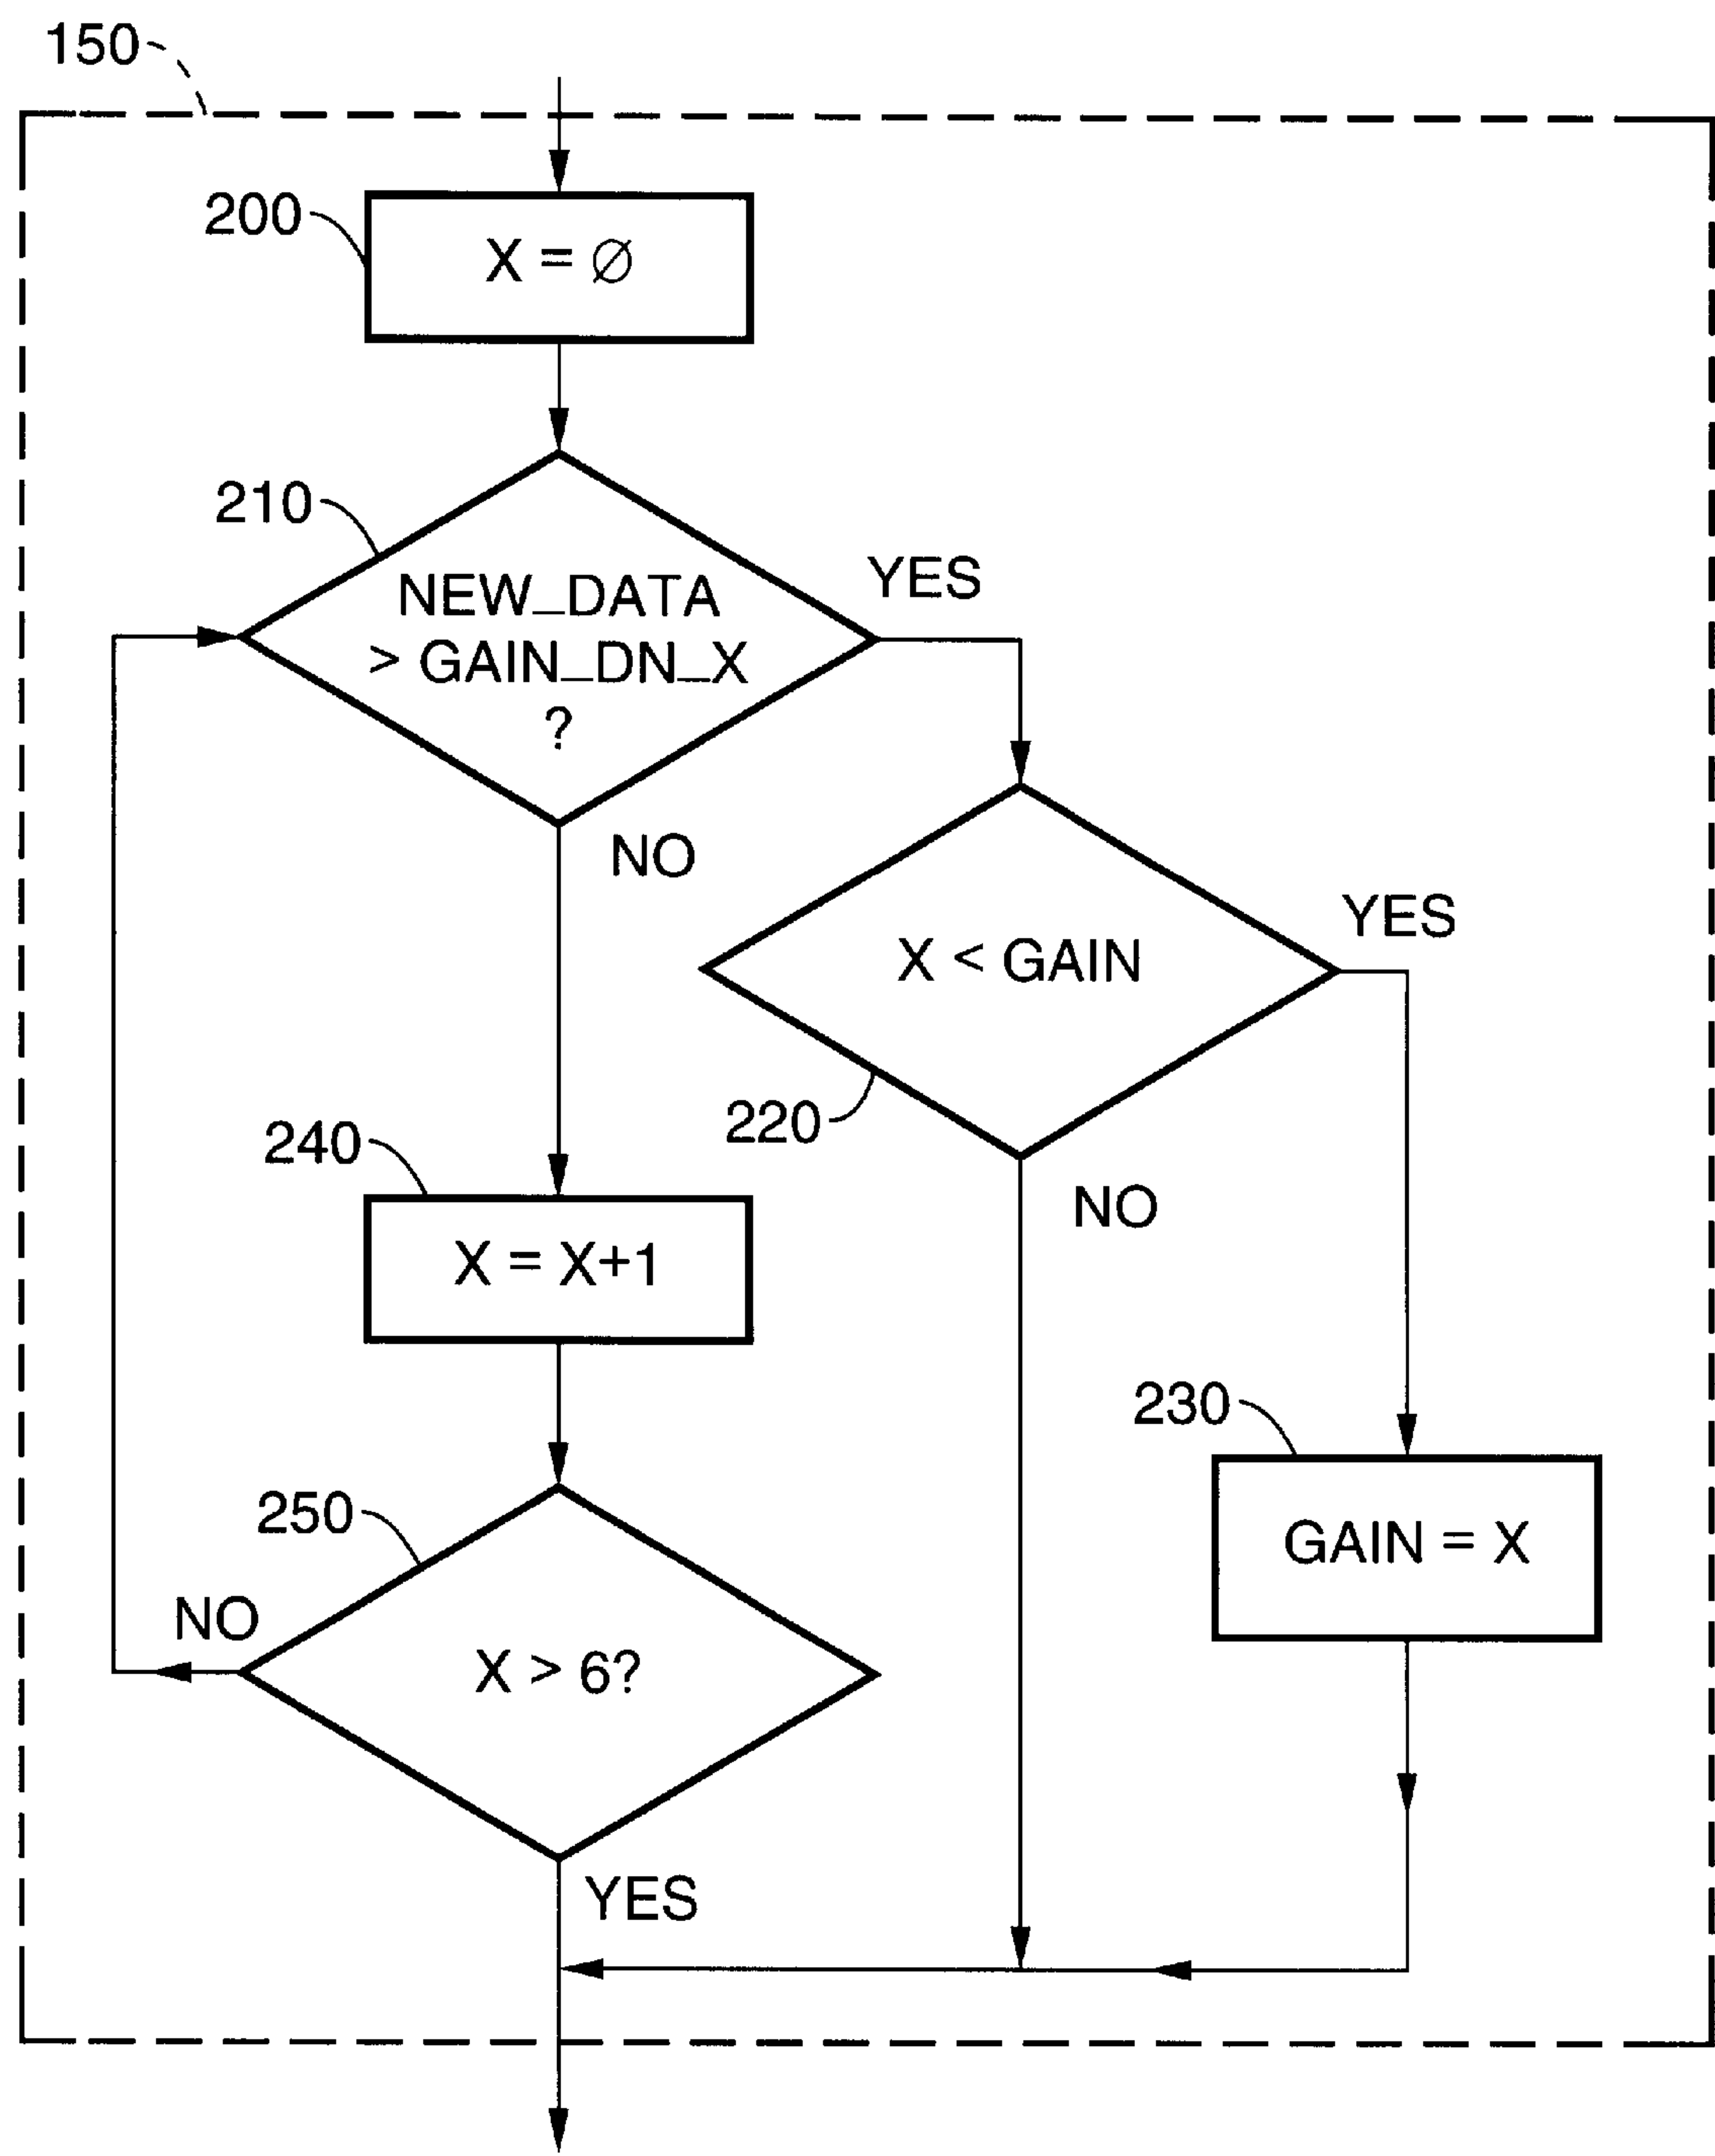 150
200
X = Ø
210
NEW_DATA
> GAIN_DN_X
?
YES
NO
X < GAIN
YES
220
NO
240
X = X+1
230
GAIN = X
250
NO
X > 6?
YES